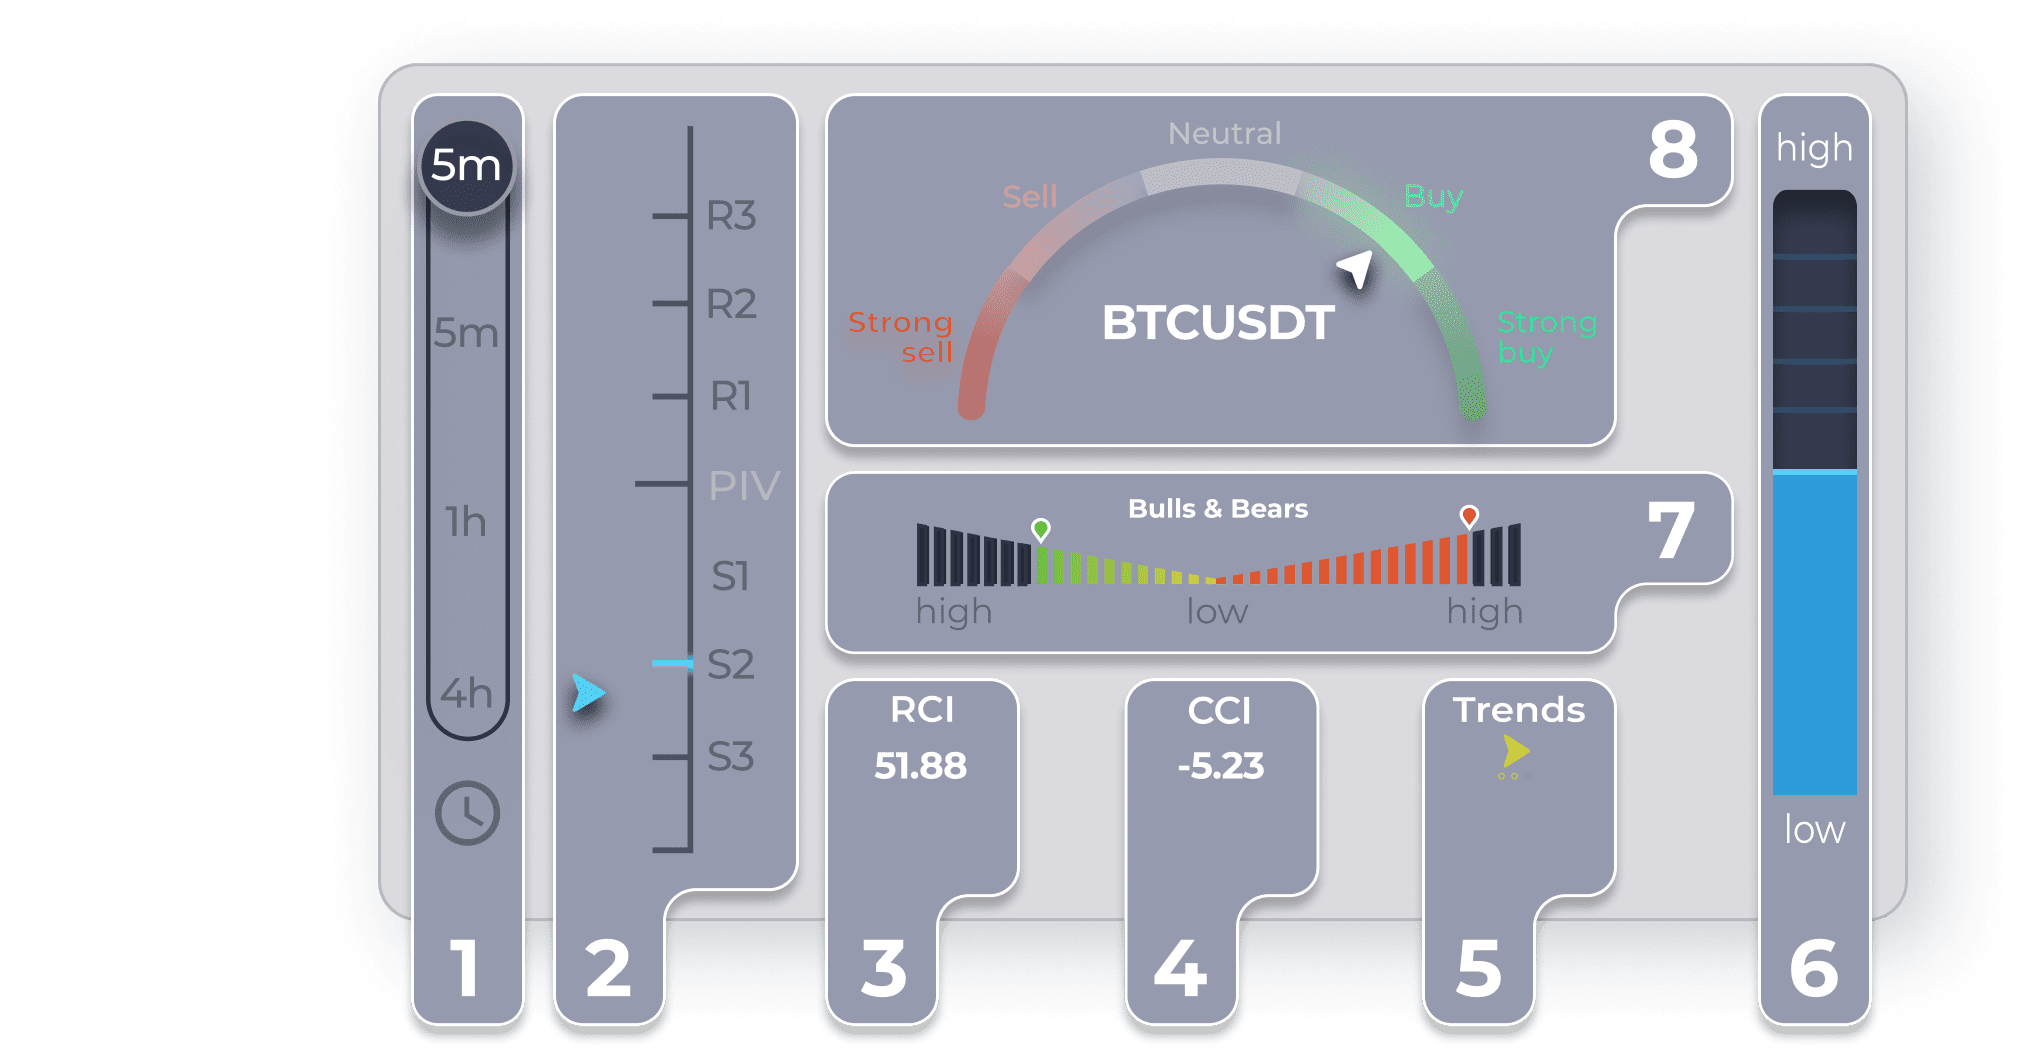 5m
5m
1h
4h
1
R3
R2
R1
PIV
S1
S2
S3
2
Neutral
Sell
Buy
Strong
sell
Strong
buy
BTCUSDT
8
Bulls & Bears
high
low
high
7
RCI
51.88
3
CCI
-5.23
4
Trends
5
high
low
6